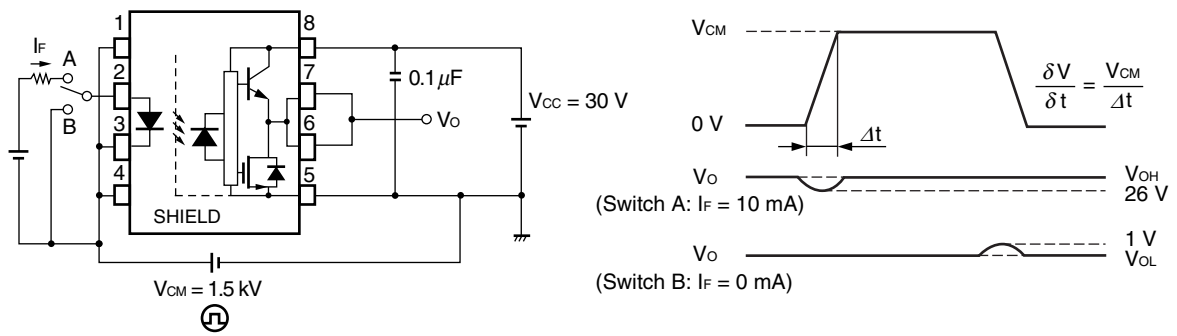 1
8
IF
A
2
7
0.1 μF
B
VCC = 30 V
3
6
VO
4
5
SHIELD
VCM = 1.5 kV
VCM
δV
δt
=
VCM
Δt
0 V
Δt
VO
VOH
26 V
(Switch A: IF = 10 mA)
1 V
VO
VOL
(Switch B: IF = 0 mA)